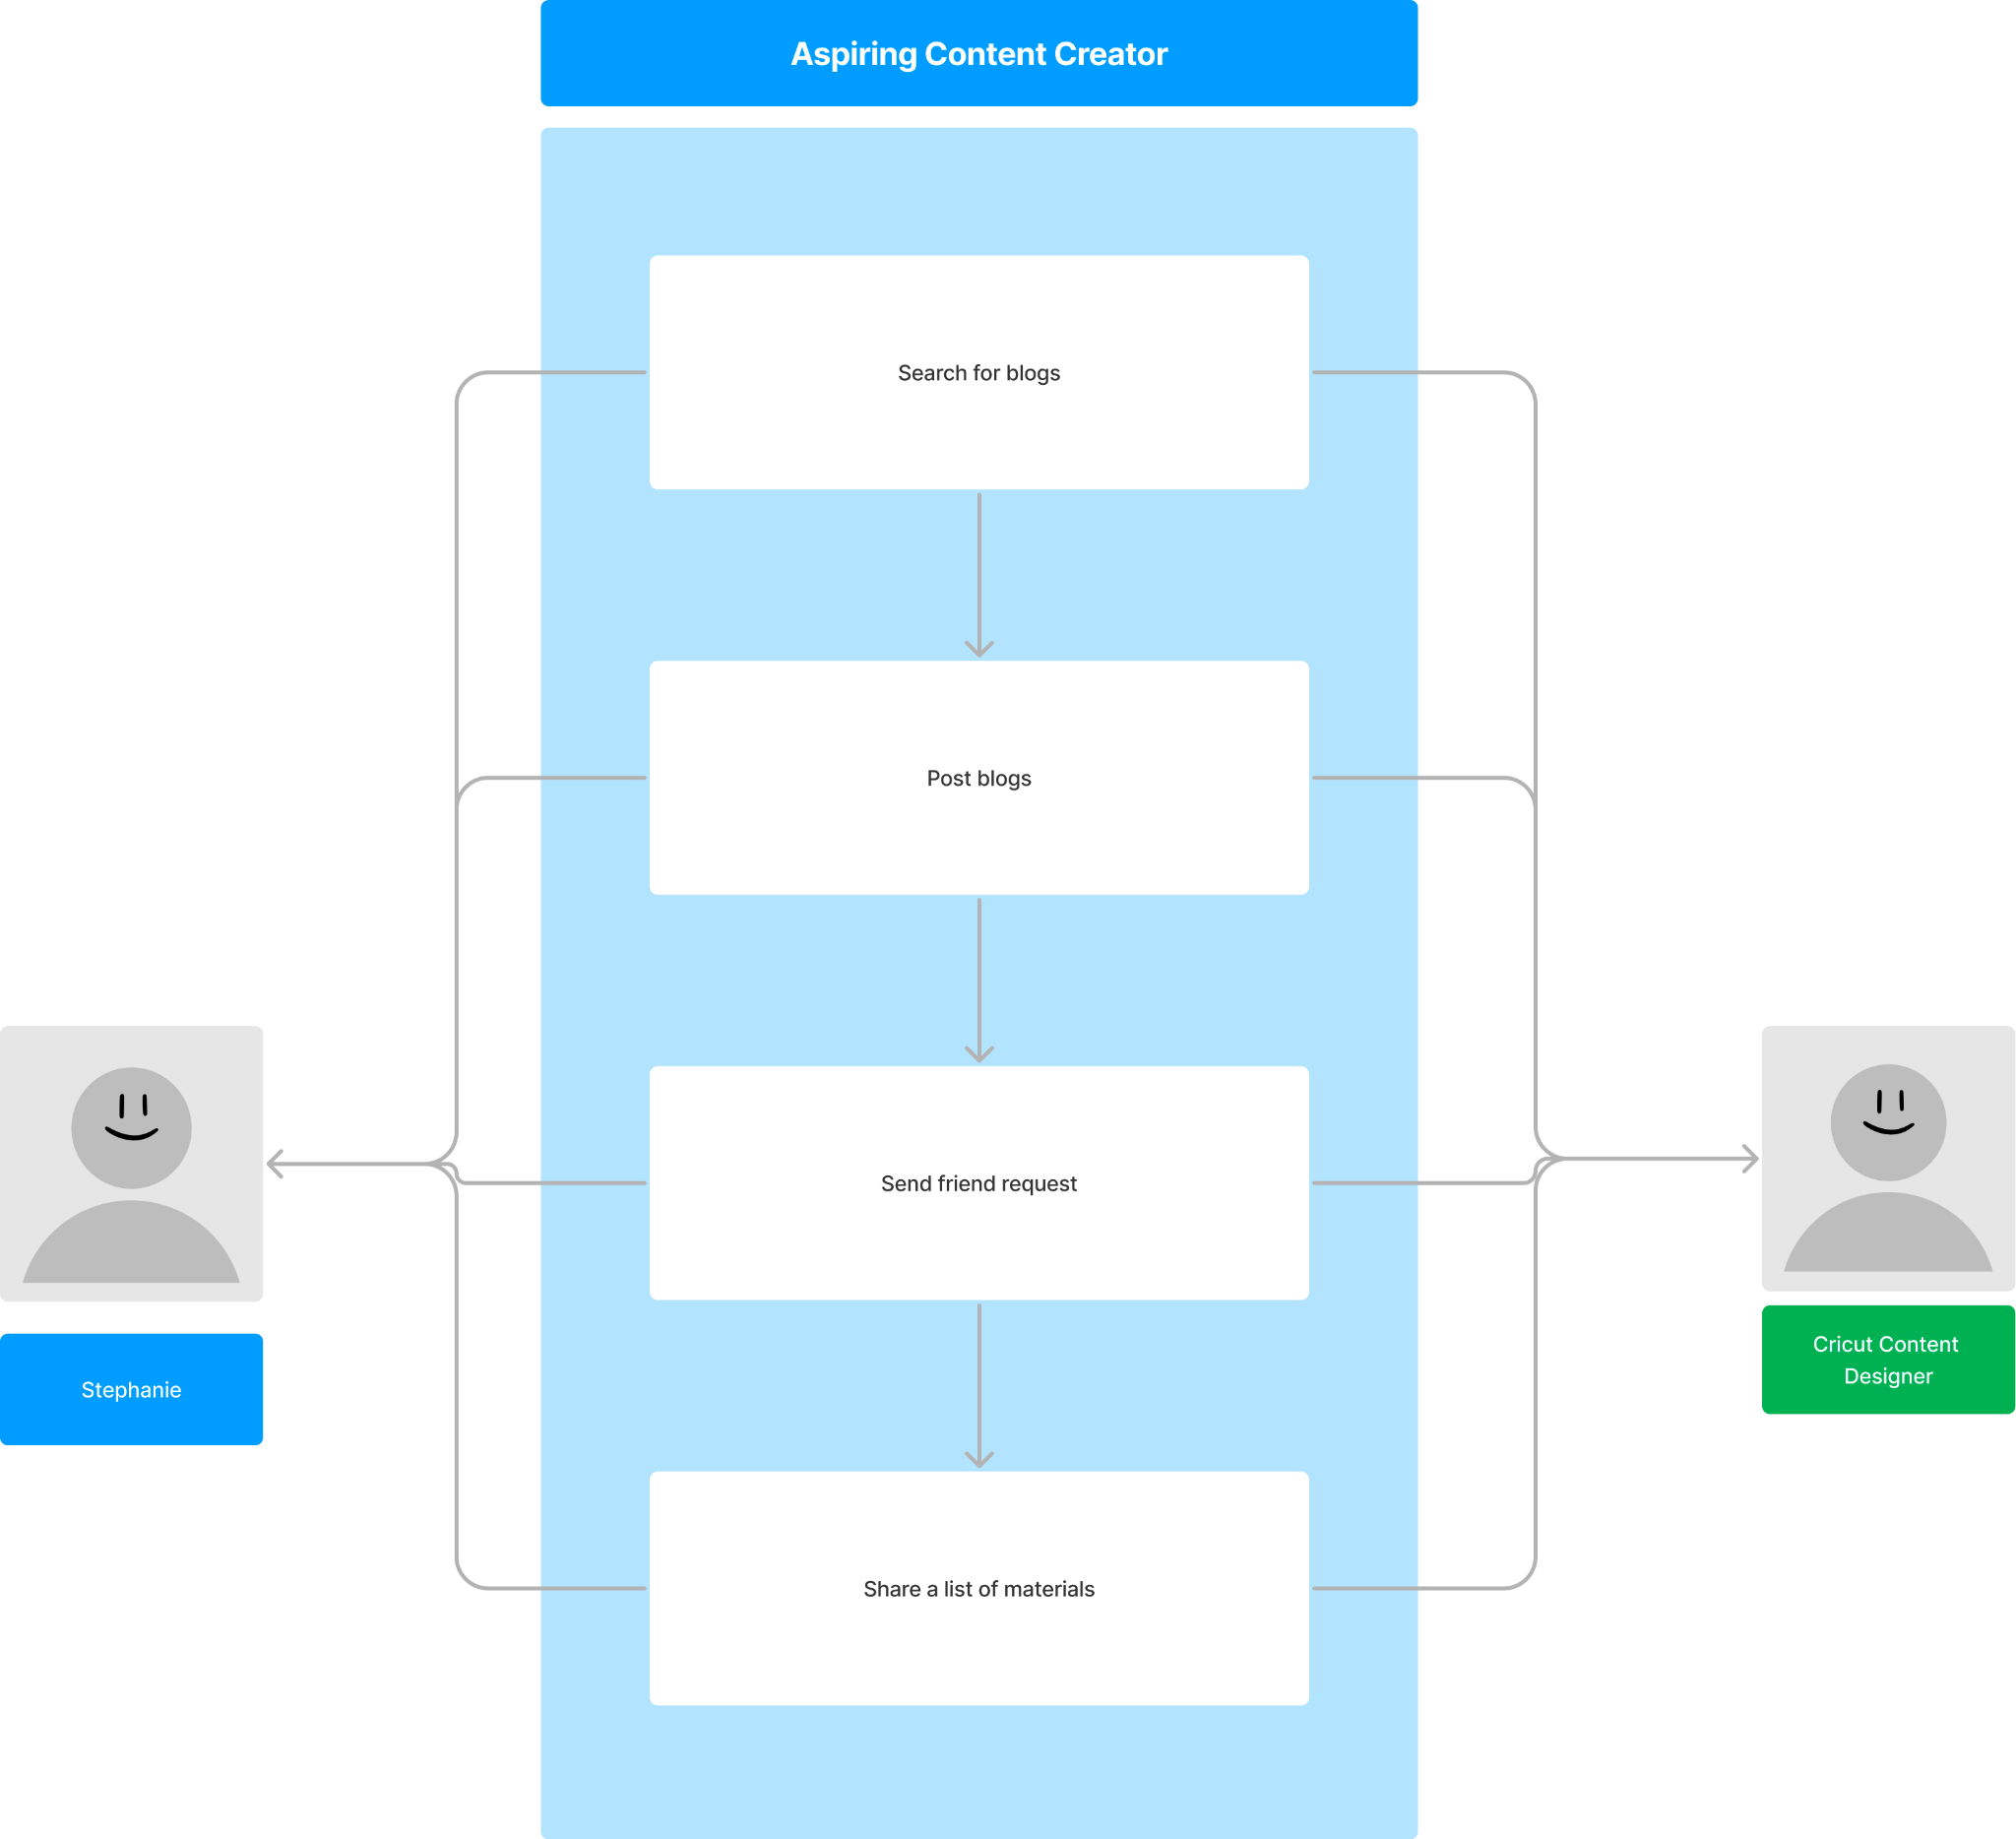 Aspiring Content Creator
Search for blogs
Post blogs
Send friend request
Share a list of materials
Stephanie
Cricut Content
Designer